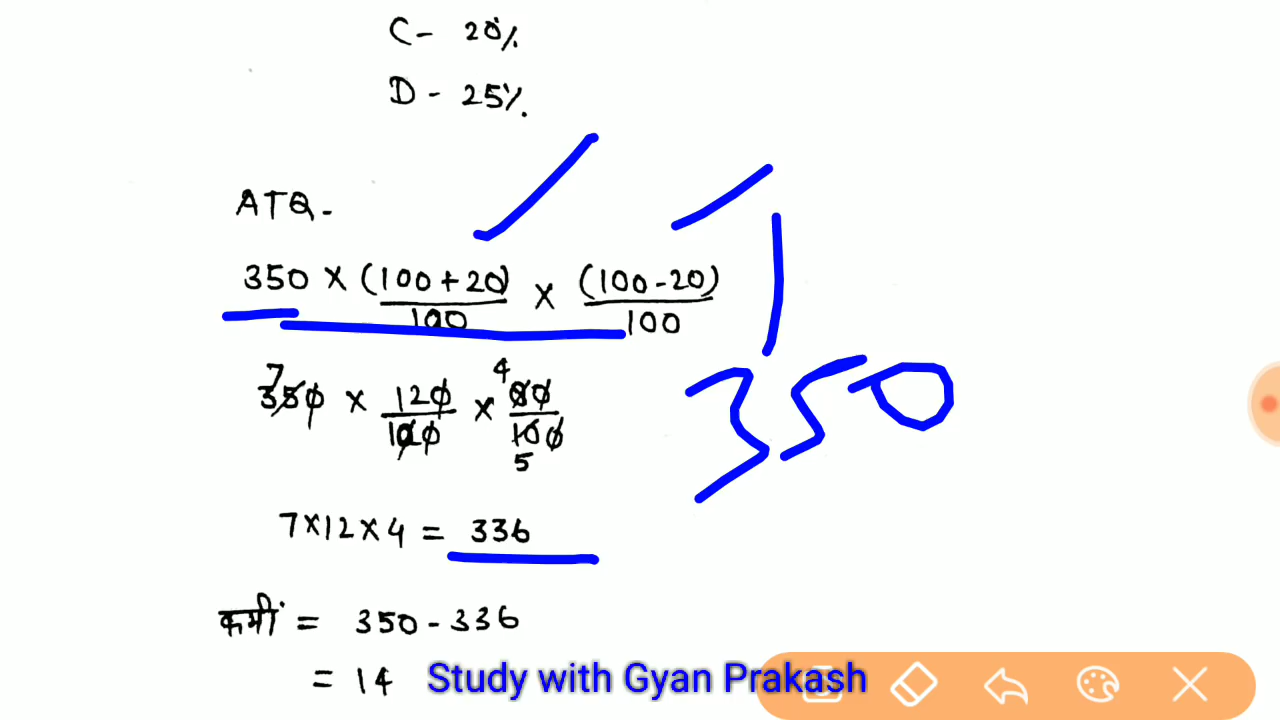 C - 20%
D - 25%.
ATQ -
350 × (100 + 20)/100 × (100 - 20)/100
350 × 120/100 × 80/100
7
4
5
350
7×12×4 = 336
कमीं = 350 - 336
= 14
Study with Gyan Prakash